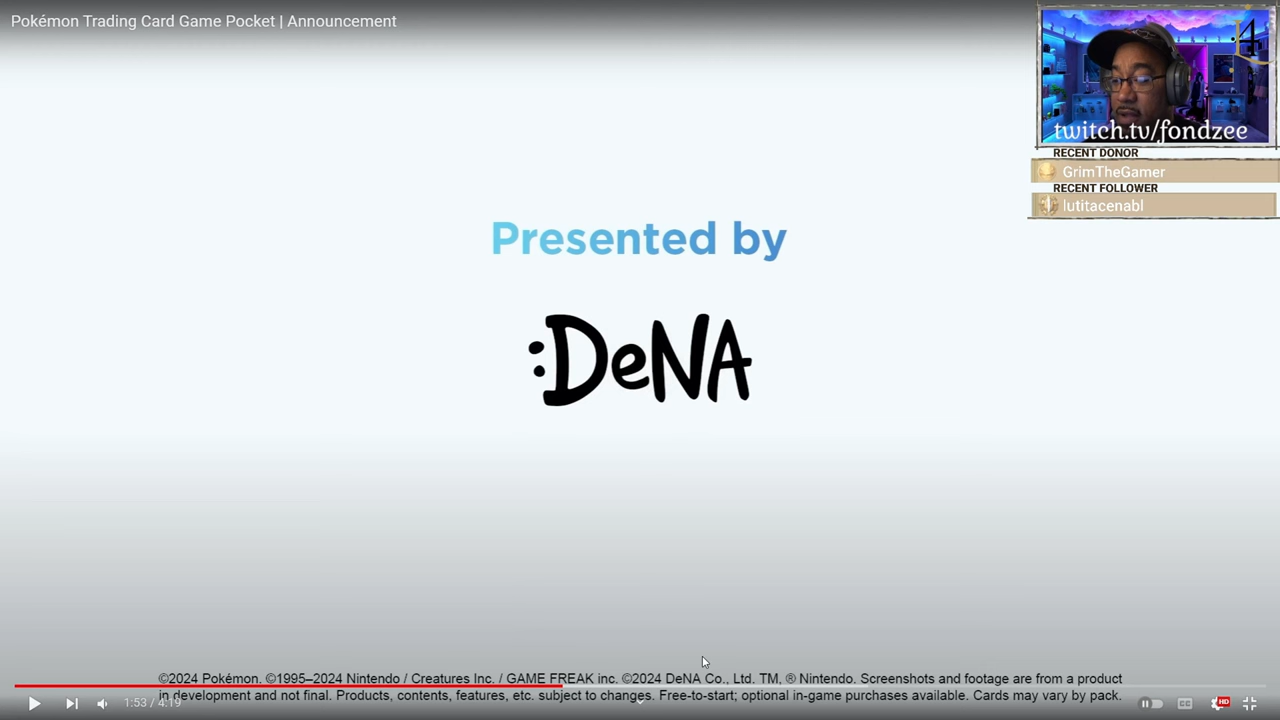 Pokémon Trading Card Game Pocket | Announcement
twitch.tv/fondzee
RECENT DONOR
GrimTheGamer
RECENT FOLLOWER
lutitacenabl
Presented by
:DeNA
©2024 Pokémon. ©1995–2024 Nintendo / Creatures Inc. / GAME FREAK inc. ©2024 DeNA Co., Ltd. TM, ® Nintendo. Screenshots and footage are from a product
in development and not final. Products, contents, features, etc. subject to changes. Free-to-start; optional in-game purchases available. Cards may vary by pack.
1:53 / 4:19
CC
HD